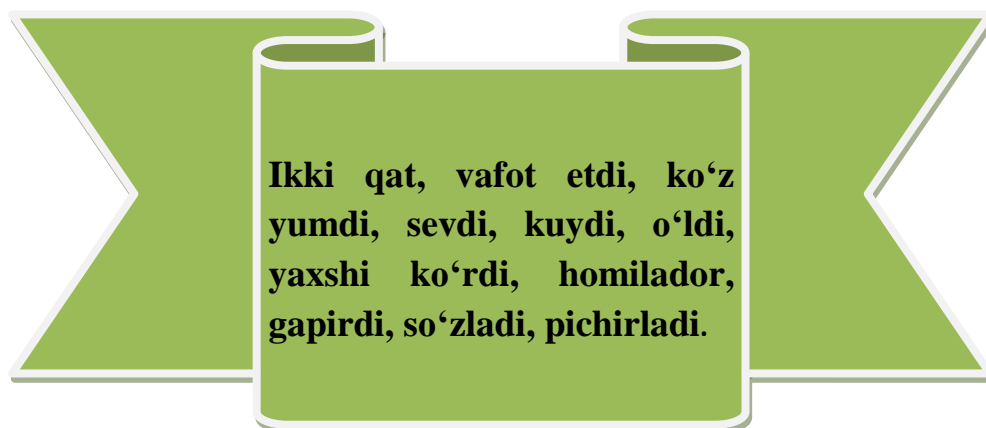 Ikki qat, vafot etdi, ko‘z
yumdi, sevdi, kuydi, o‘ldi,
yaxshi ko‘rdi, homilador,
gapirdi, so‘zladi, pichirladi.